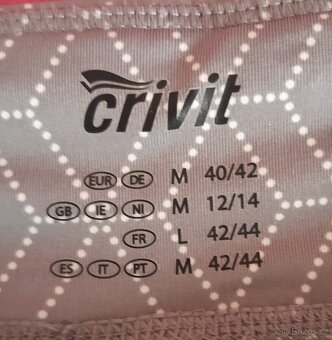 crivit
EUR DE M 40/42
GB IE NI M 12/14
FR L 42/44
ES IT PT M 42/44